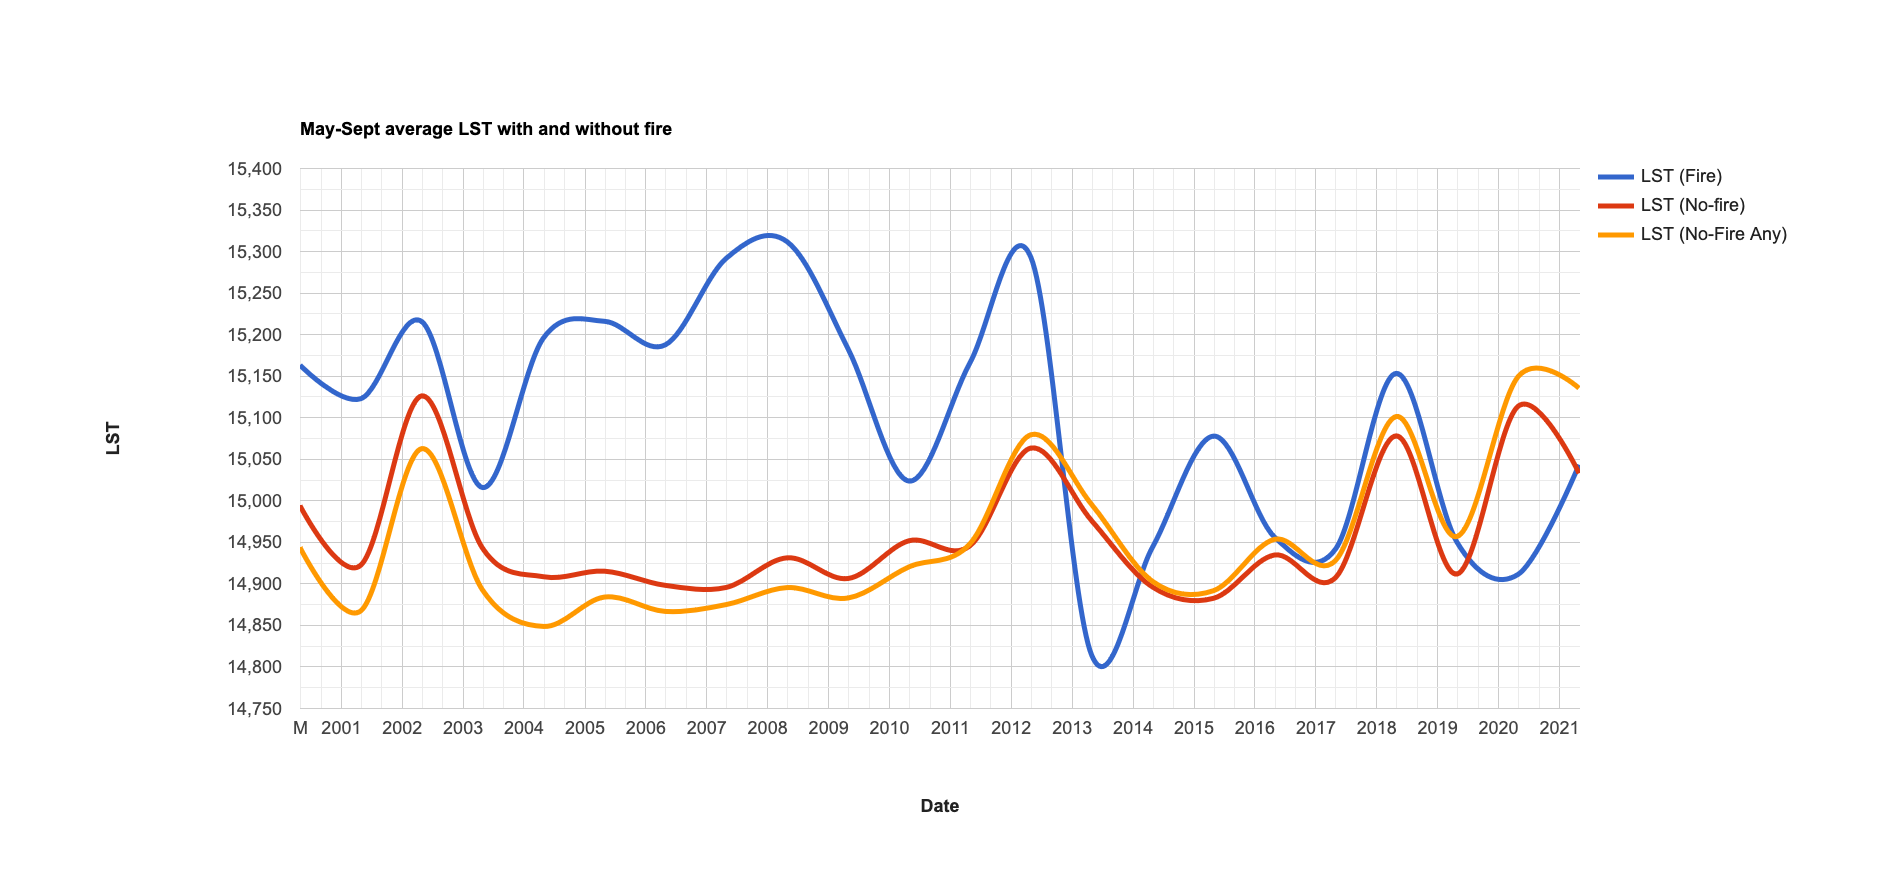 May-Sept average LST with and without fire
15,400
15,350
15,300
15,250
15,200
15,150
15,100
15,050
15,000
14,950
14,900
14,850
14,800
14,750
LST
M 2001 2002 2003 2004 2005 2006 2007 2008 2009 2010 2011 2012 2013 2014 2015 2016 2017 2018 2019 2020 2021
Date
LST (Fire)
LST (No-fire)
LST (No-Fire Any)